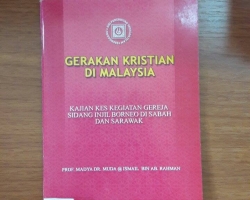 GERAKAN KRISTIAN
DI MALAYSIA
KAJIAN KES KEGIATAN GEREJA
SIDANG INJIL BORNEO DI SABAH
DAN SARAWAK
PROF. MADYA DR. MUDA @ ISMAIL BIN AB. RAHMAN